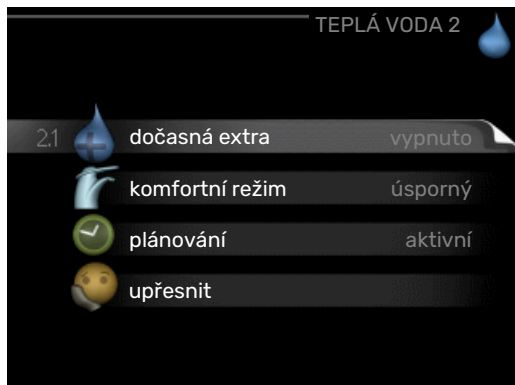 TEPLÁ VODA 2
2.1 dočasná extra vypnuto
komfortní režim úsporný
plánování aktivní
upřesnit